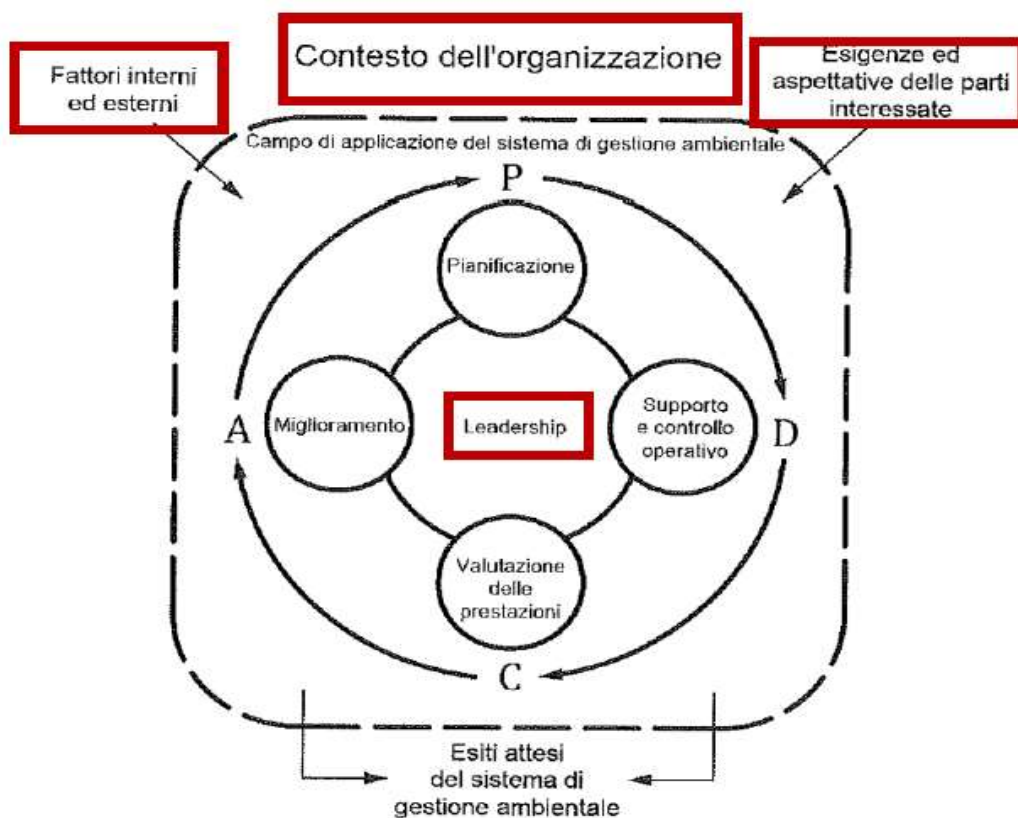 Contesto dell'organizzazione
Fattori interni
ed esterni
Esigenze ed
aspettative delle parti
interessate
Campo di applicazione del sistema di gestione ambientale
P
Pianificazione
A
Miglioramento
Leadership
Supporto
e controllo
operativo
D
Valutazione
delle
prestazioni
C
Esiti attesi
del sistema di
gestione ambientale